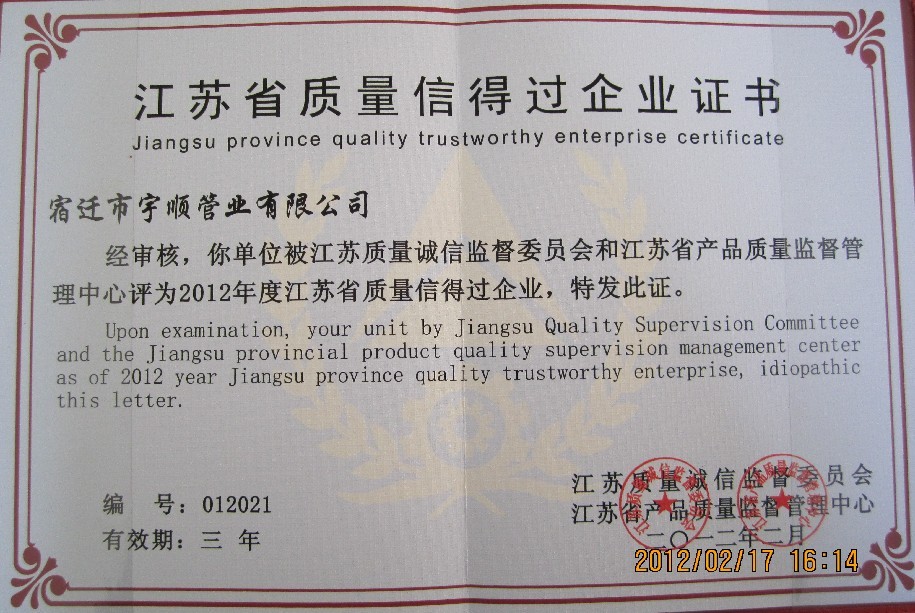 江苏省质量信得过企业证书
Jiangsu province quality trustworthy enterprise certificate
宿迁市宇顺管业有限公司
经审核，你单位被江苏质量诚信监督委员会和江苏省产品质量监督管
理中心评为2012年度江苏省质量信得过企业，特发此证。
Upon examination, your unit by Jiangsu Quality Supervision Committee
and the Jiangsu provincial product quality supervision management center
as of 2012 year Jiangsu province quality trustworthy enterprise, idiopathic
this letter.
编 号：012021
有效期：三 年
江苏质量诚信监督委员会
江苏省产品质量监督管理中心
二〇一二年二月
2012/02/17 16:14